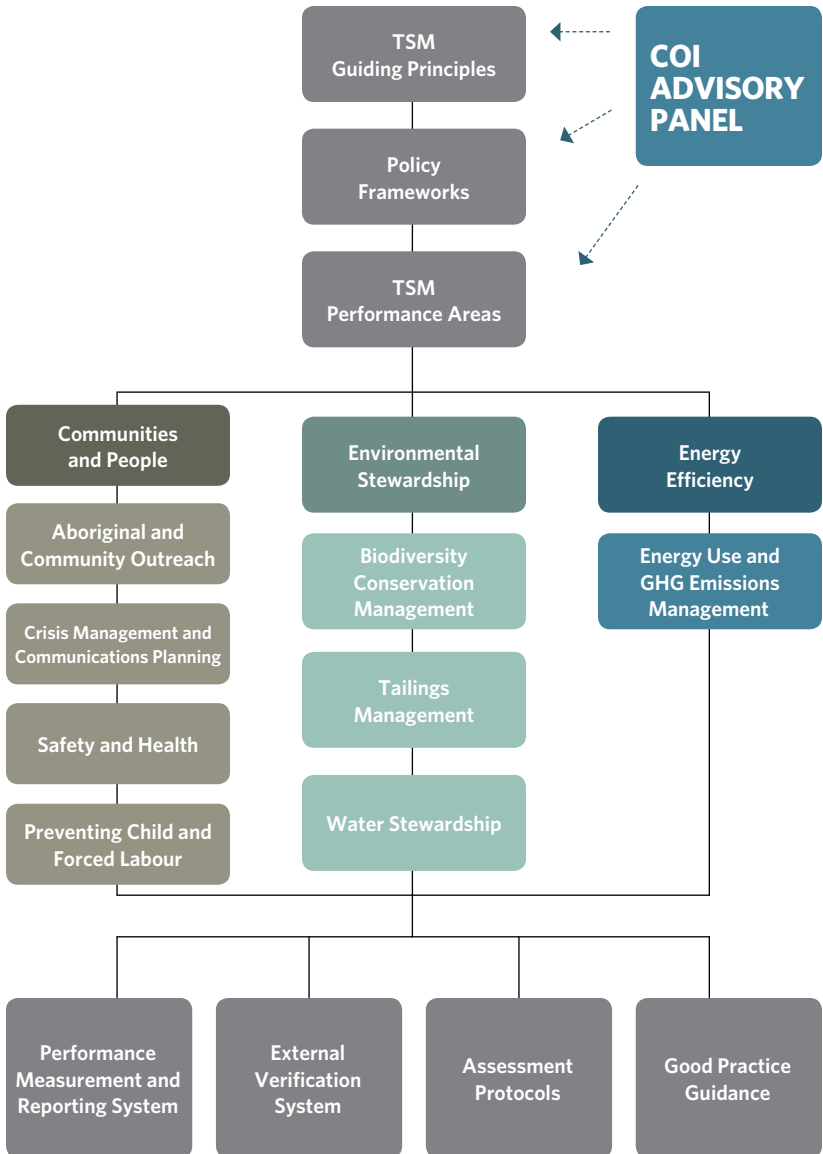 TSM
Guiding Principles
COI
ADVISORY
PANEL
Policy
Frameworks
TSM
Performance Areas
Communities
and People
Aboriginal and
Community Outreach
Crisis Management and
Communications Planning
Safety and Health
Preventing Child and
Forced Labour
Environmental
Stewardship
Biodiversity
Conservation
Management
Tailings
Management
Water Stewardship
Energy
Efficiency
Energy Use and
GHG Emissions
Management
Performance
Measurement and
Reporting System
External
Verification
System
Assessment
Protocols
Good Practice
Guidance